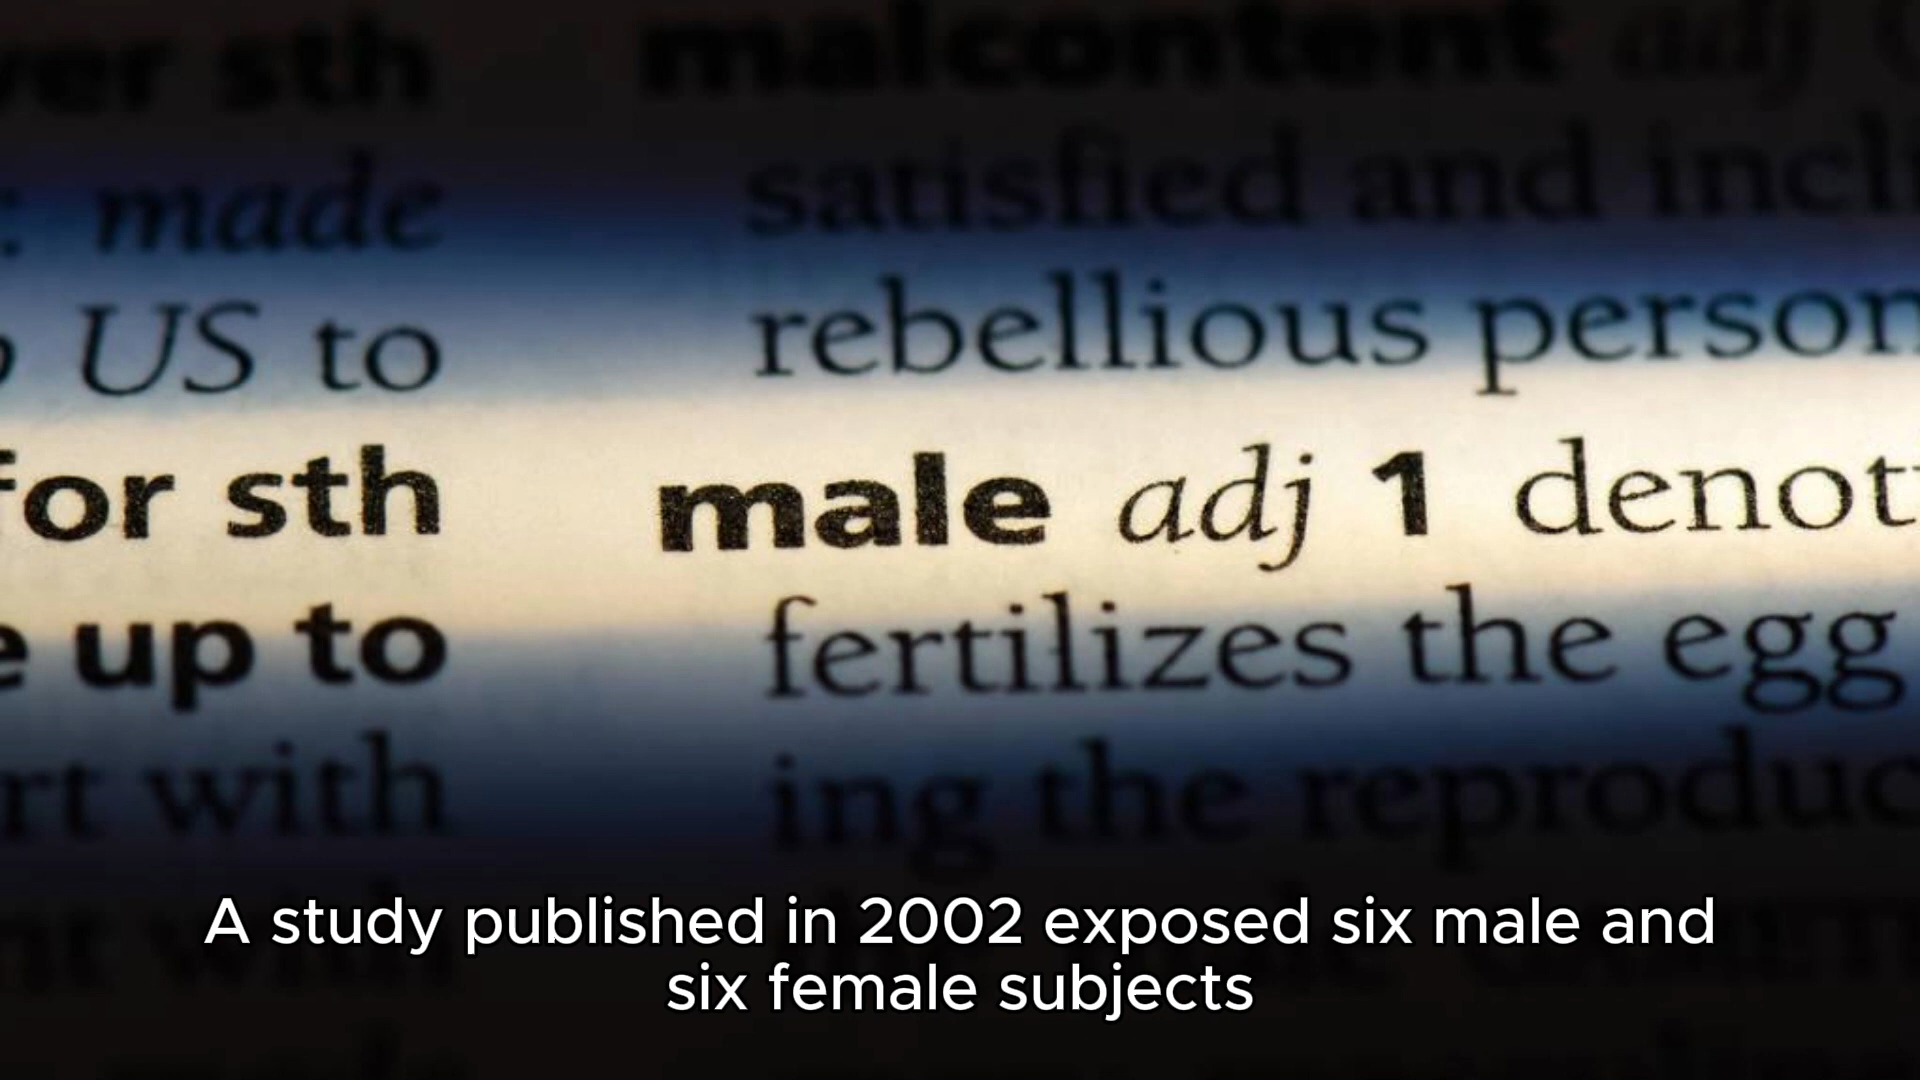 ver sth
malcontent adj
: made
satisfied and incl
US to
rebellious person
for sth
male adj 1 denot
e up to
fertilizes the egg
rt with
ing the reproduc
A study published in 2002 exposed six male and
six female subjects